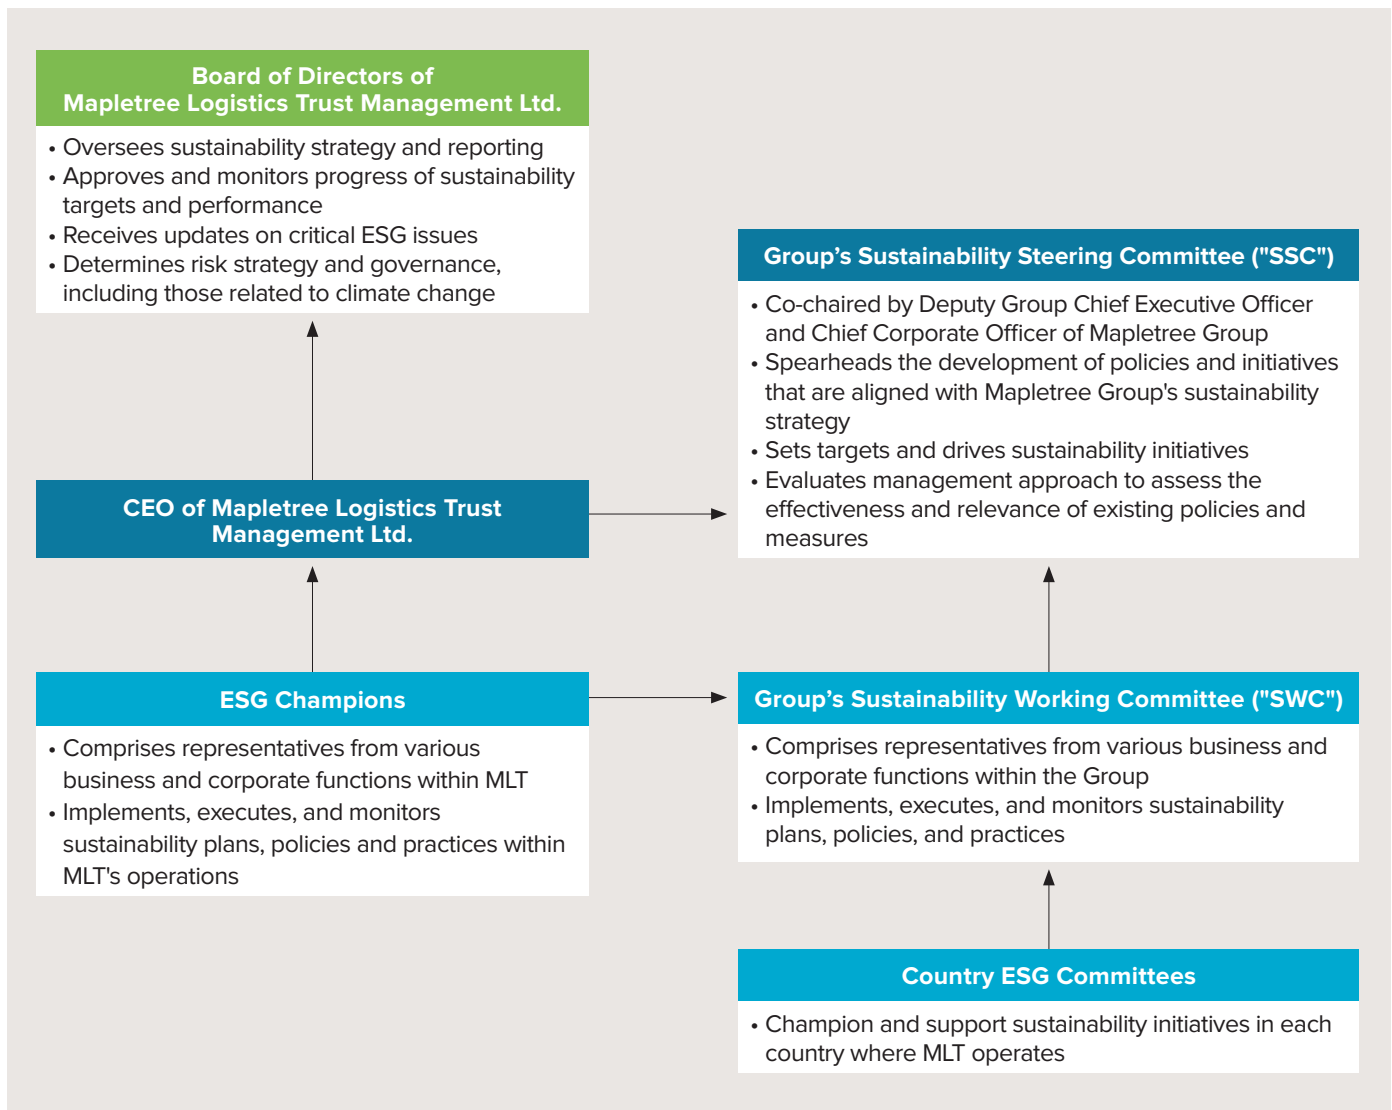 Board of Directors of
Mapletree Logistics Trust Management Ltd.
• Oversees sustainability strategy and reporting
• Approves and monitors progress of sustainability
targets and performance
• Receives updates on critical ESG issues
• Determines risk strategy and governance,
including those related to climate change
CEO of Mapletree Logistics Trust
Management Ltd.
ESG Champions
• Comprises representatives from various
business and corporate functions within MLT
• Implements, executes, and monitors
sustainability plans, policies and practices within
MLT's operations
Group’s Sustainability Steering Committee ("SSC")
• Co-chaired by Deputy Group Chief Executive Officer
and Chief Corporate Officer of Mapletree Group
• Spearheads the development of policies and initiatives
that are aligned with Mapletree Group's sustainability
strategy
• Sets targets and drives sustainability initiatives
• Evaluates management approach to assess the
effectiveness and relevance of existing policies and
measures
Group’s Sustainability Working Committee ("SWC")
• Comprises representatives from various business and
corporate functions within the Group
• Implements, executes, and monitors sustainability
plans, policies, and practices
Country ESG Committees
• Champion and support sustainability initiatives in each
country where MLT operates